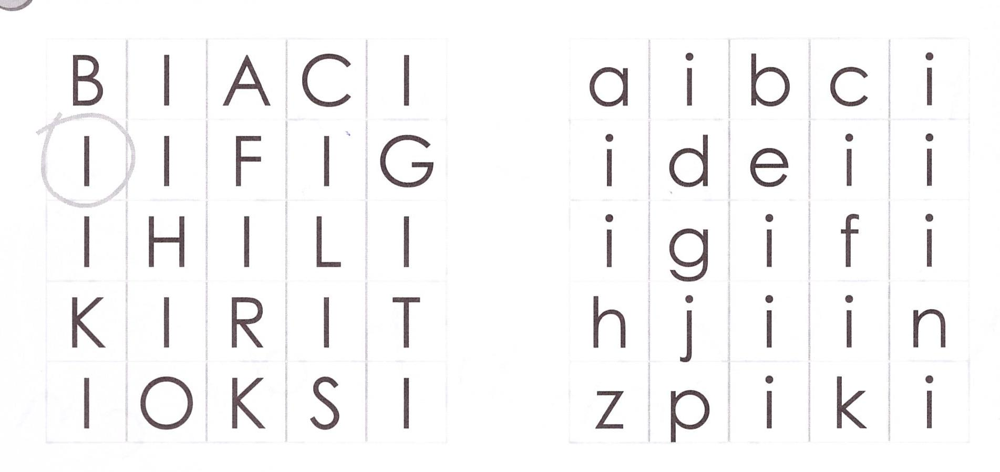 B I A C I
I I F I G
I H I L I
K I R I T
I O K S I
a i b c i
i d e i i
i g i f i
h j i i n
z p i k i